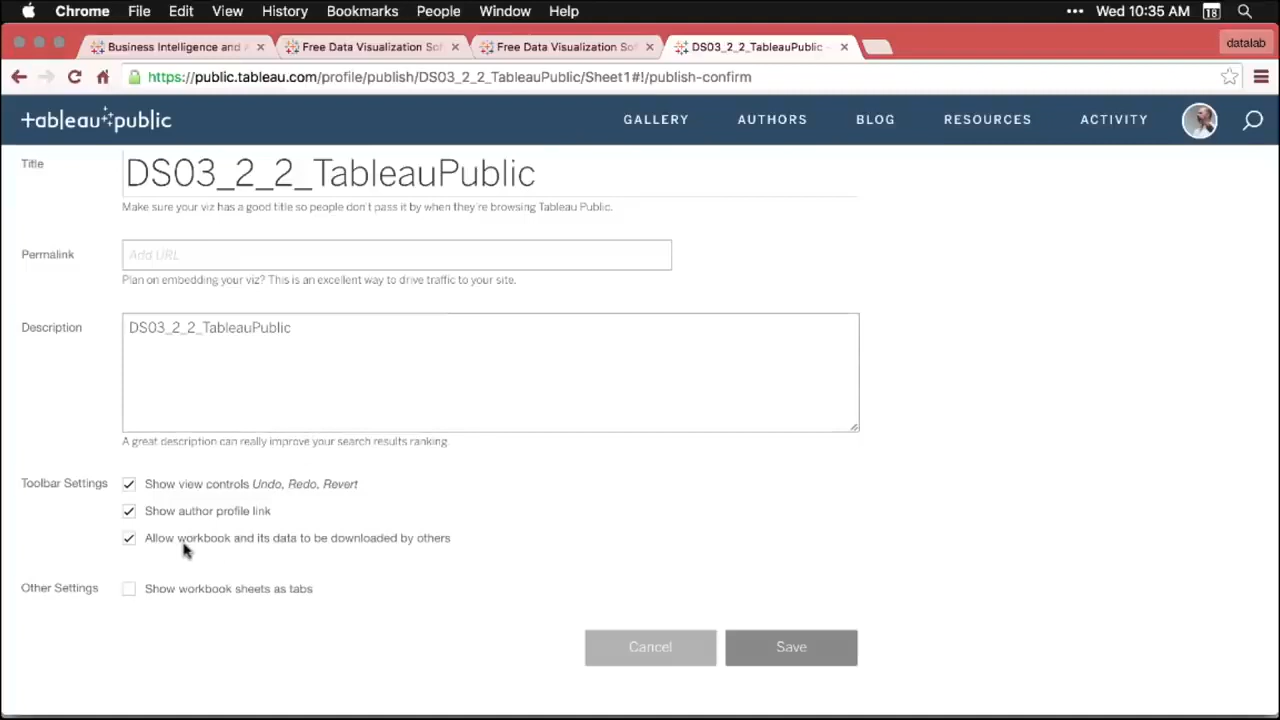 Chrome File Edit View History Bookmarks People Window Help ••• Wed 10:35 AM 18
Business Intelligence and A Free Data Visualization Sof Free Data Visualization Sof DS03_2_2_TableauPublic - datalab
https://public.tableau.com/profile/publish/DS03_2_2_TableauPublic/Sheet1#!/publish-confirm
tableau public GALLERY AUTHORS BLOG RESOURCES ACTIVITY
Title DS03_2_2_TableauPublic
Make sure your viz has a good title so people don't pass it by when they're browsing Tableau Public.
Permalink Add URL
Plan on embedding your viz? This is an excellent way to drive traffic to your site.
Description DS03_2_2_TableauPublic
A great description can really improve your search results ranking.
Toolbar Settings Show view controls Undo, Redo, Revert
Show author profile link
Allow workbook and its data to be downloaded by others
Other Settings Show workbook sheets as tabs
Cancel Save